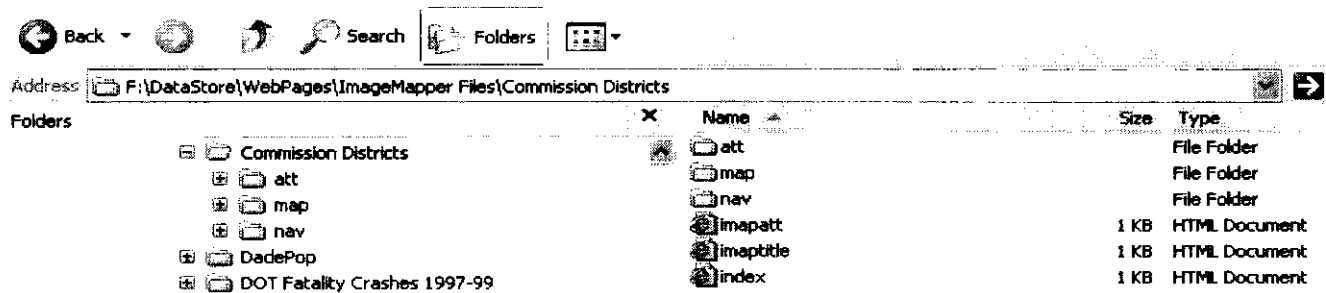 Back Search Folders
Address F:\DataStore\WebPages\ImageMapper Files\Commission Districts
Folders
Commission Districts
att
map
nav
DadePop
DOT Fatality Crashes 1997-99
Name Size Type
att File Folder
map File Folder
nav File Folder
imapatt 1 KB HTML Document
imaptitle 1 KB HTML Document
index 1 KB HTML Document